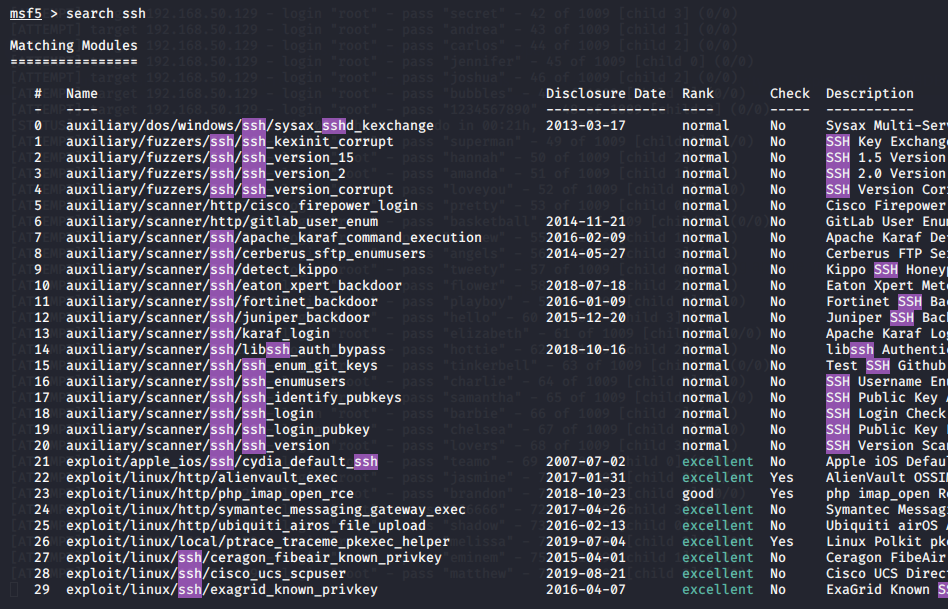 msf5 > search ssh
Matching Modules
================
# Name Disclosure Date Rank Check Description
- ---- --------------- ---- ----- -----------
0 auxiliary/dos/windows/ssh/sysax_sshd_kexchange 2013-03-17 normal No Sysax Multi-Ser
1 auxiliary/fuzzers/ssh/ssh_kexinit_corrupt normal No SSH Key Exchang
2 auxiliary/fuzzers/ssh/ssh_version_15 normal No SSH 1.5 Version
3 auxiliary/fuzzers/ssh/ssh_version_2 normal No SSH 2.0 Version
4 auxiliary/fuzzers/ssh/ssh_version_corrupt normal No SSH Version Cor
5 auxiliary/scanner/http/cisco_firepower_login normal No Cisco Firepower
6 auxiliary/scanner/http/gitlab_user_enum 2014-11-21 normal No GitLab User Enum
7 auxiliary/scanner/ssh/apache_karaf_command_execution 2016-02-09 normal No Apache Karaf De
8 auxiliary/scanner/ssh/cerberus_sftp_enumusers 2014-05-27 normal No Cerberus FTP Se
9 auxiliary/scanner/ssh/detect_kippo normal No Kippo SSH Honey
10 auxiliary/scanner/ssh/eaton_xpert_backdoor 2018-07-18 normal No Eaton Xpert Met
11 auxiliary/scanner/ssh/fortinet_backdoor 2016-01-09 normal No Fortinet SSH Ba
12 auxiliary/scanner/ssh/juniper_backdoor 2015-12-20 normal No Juniper SSH Bac
13 auxiliary/scanner/ssh/karaf_login normal No Apache Karaf Lo
14 auxiliary/scanner/ssh/libssh_auth_bypass 2018-10-16 normal No libssh Authenti
15 auxiliary/scanner/ssh/ssh_enum_git_keys normal No Test SSH Github
16 auxiliary/scanner/ssh/ssh_enumusers normal No SSH Username En
17 auxiliary/scanner/ssh/ssh_identify_pubkeys normal No SSH Public Key
18 auxiliary/scanner/ssh/ssh_login normal No SSH Login Check
19 auxiliary/scanner/ssh/ssh_login_pubkey normal No SSH Public Key
20 auxiliary/scanner/ssh/ssh_version normal No SSH Version Sca
21 exploit/apple_ios/ssh/cydia_default_ssh 2007-07-02 excellent No Apple iOS Defau
22 exploit/linux/http/alienvault_exec 2017-01-31 excellent Yes AlienVault OSSI
23 exploit/linux/http/php_imap_open_rce 2018-10-23 good Yes php imap_open R
24 exploit/linux/http/symantec_messaging_gateway_exec 2017-04-26 excellent No Symantec Messag
25 exploit/linux/http/ubiquiti_airos_file_upload 2016-02-13 excellent No Ubiquiti airOS
26 exploit/linux/local/ptrace_traceme_pkexec_helper 2019-07-04 excellent Yes Linux Polkit pk
27 exploit/linux/ssh/ceragon_fibeair_known_privkey 2015-04-01 excellent No Ceragon FibeAir
28 exploit/linux/ssh/cisco_ucs_scpuser 2019-08-21 excellent No Cisco UCS Direc
29 exploit/linux/ssh/exagrid_known_privkey 2016-04-07 excellent No ExaGrid Known S